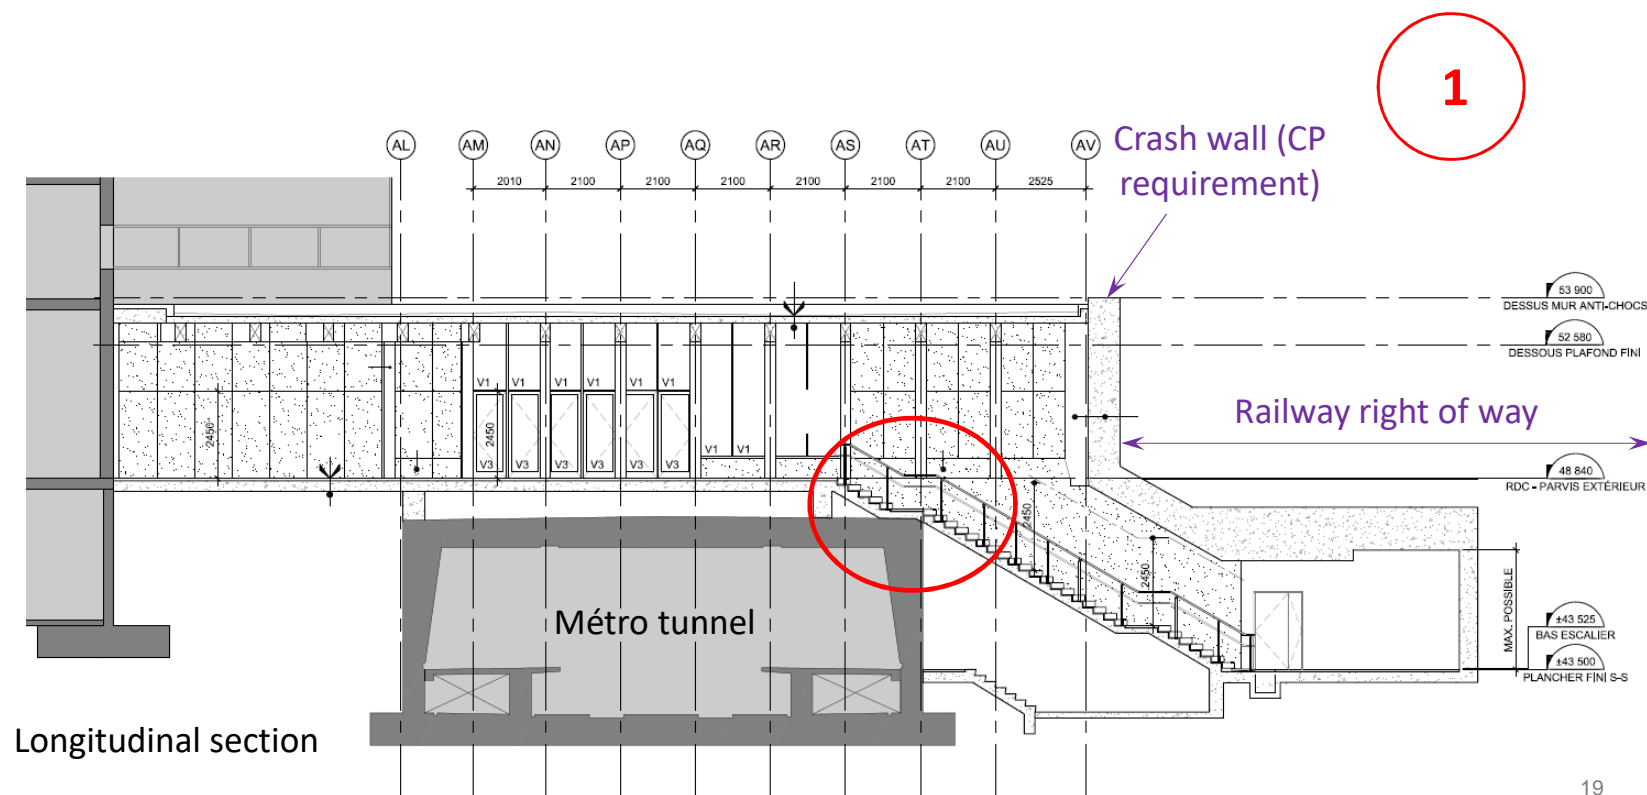 1
AL AM AN AP AQ AR AS AT AU AV
Crash wall (CP
requirement)
2010 2100 2100 2100 2100 2100 2100 2525
53 900
DESSUS MUR ANTI-CHOCS
52 580
DESSOUS PLAFOND FINI
V1 V1 V1 V1 V1 V1
Railway right of way
2450 2450
V1 V1
V3 V3 V3 V3 V3 V3
48 840
RDC - PARVIS EXTÉRIEUR
2450
2450
MAX. POSSIBLE
Métro tunnel
±43 525
BAS ESCALIER
±43 500
PLANCHER FINI S-S
Longitudinal section
19